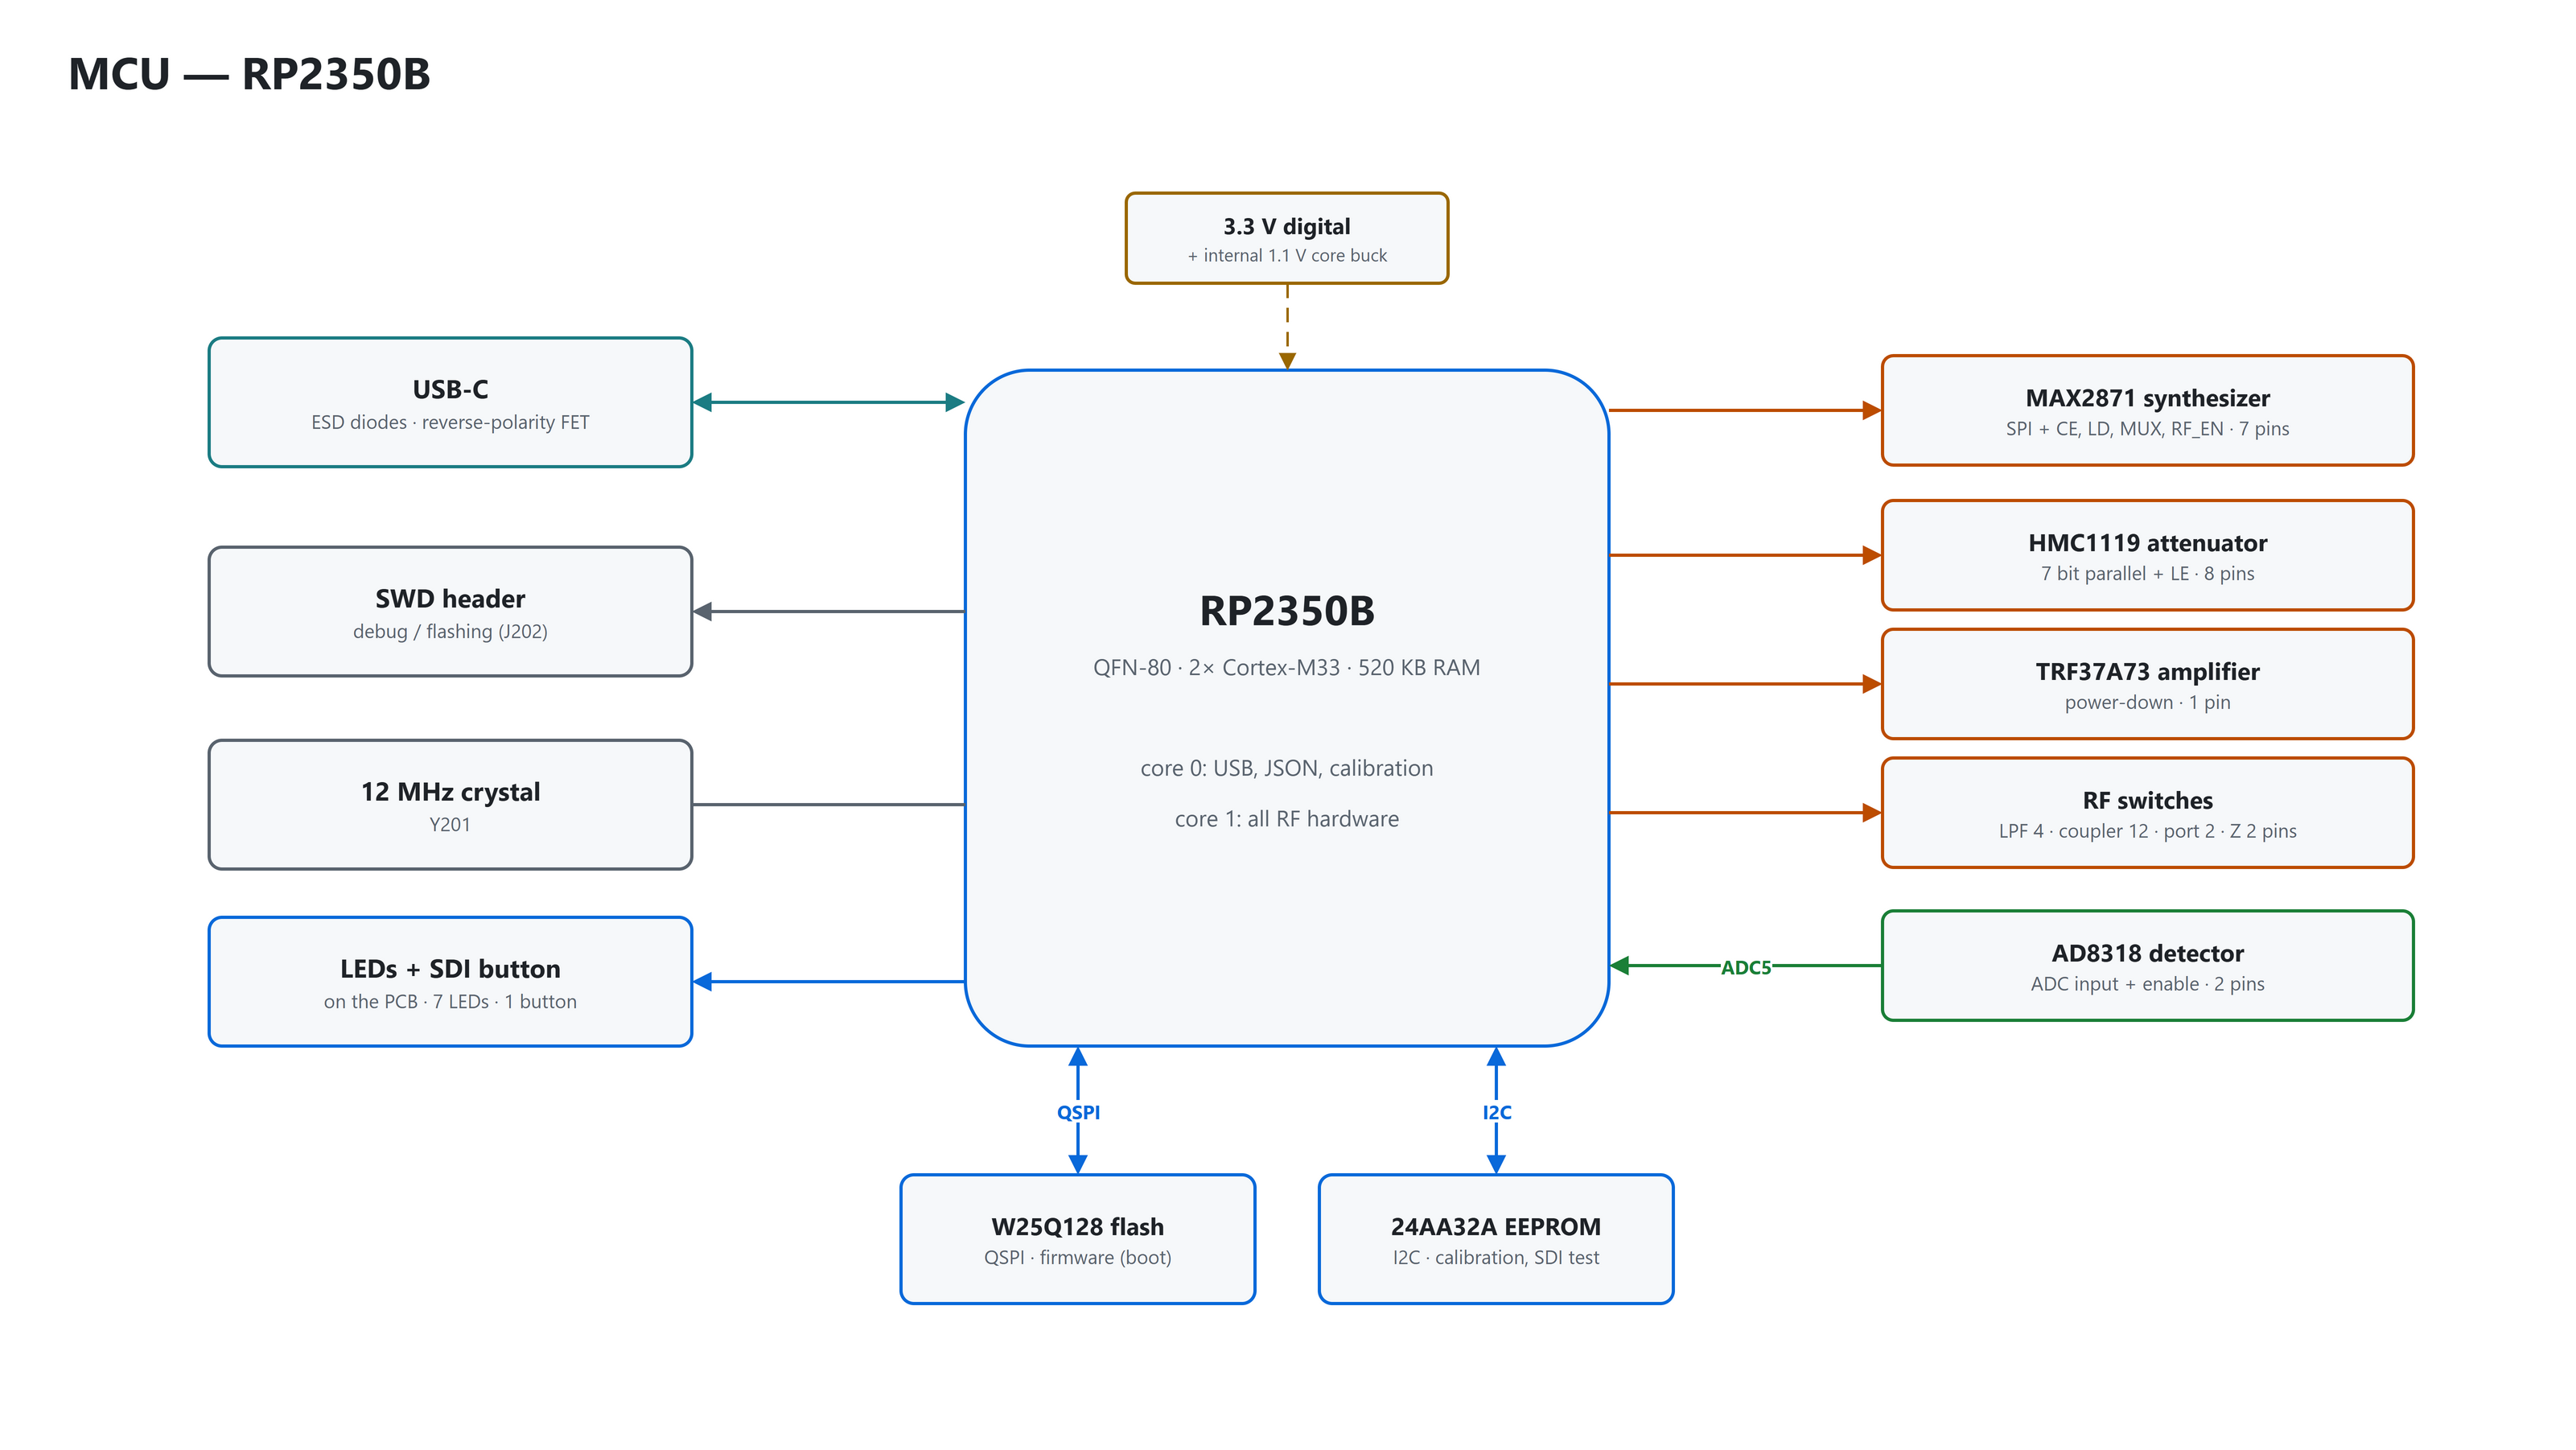 MCU — RP2350B
3.3 V digital
+ internal 1.1 V core buck
USB-C
ESD diodes · reverse-polarity FET
SWD header
debug / flashing (J202)
12 MHz crystal
Y201
LEDs + SDI button
on the PCB · 7 LEDs · 1 button
RP2350B
QFN-80 · 2× Cortex-M33 · 520 KB RAM
core 0: USB, JSON, calibration
core 1: all RF hardware
MAX2871 synthesizer
SPI + CE, LD, MUX, RF_EN · 7 pins
HMC1119 attenuator
7 bit parallel + LE · 8 pins
TRF37A73 amplifier
power-down · 1 pin
RF switches
LPF 4 · coupler 12 · port 2 · Z 2 pins
ADC5
AD8318 detector
ADC input + enable · 2 pins
QSPI
I2C
W25Q128 flash
QSPI · firmware (boot)
24AA32A EEPROM
I2C · calibration, SDI test